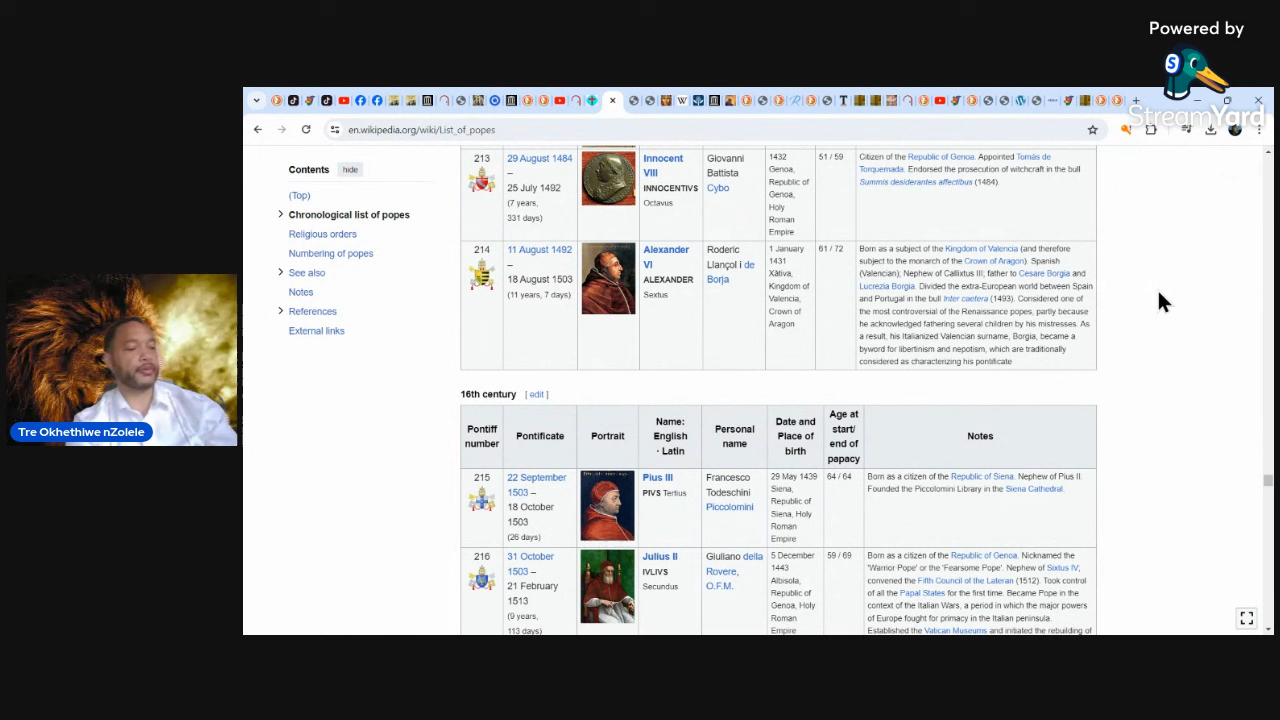 Powered by
S
StreamYard
en.wikipedia.org/wiki/List_of_popes
Contents hide
(Top)
Chronological list of popes
Religious orders
Numbering of popes
See also
Notes
References
External links
213
29 August 1484
–
25 July 1492
(7 years,
331 days)
Innocent
VIII
INNOCENTIVS
Octavus
Giovanni
Battista
Cybo
1432
Genoa,
Republic of
Genoa,
Holy
Roman
Empire
51 / 59
Citizen of the Republic of Genoa. Appointed Tomás de
Torquemada. Endorsed the prosecution of witchcraft in the bull
Summis desiderantes affectibus (1484).
214
11 August 1492
–
18 August 1503
(11 years, 7 days)
Alexander
VI
ALEXANDER
Sextus
Roderic
Llançol i de
Borja
1 January
1431
Xàtiva,
Kingdom of
Valencia,
Crown of
Aragon
61 / 72
Born as a subject of the Kingdom of Valencia (and therefore
subject to the monarch of the Crown of Aragon). Spanish
(Valencian); Nephew of Callixtus III; father to Cesare Borgia and
Lucrezia Borgia. Divided the extra-European world between Spain
and Portugal in the bull Inter caetera (1493). Considered one of
the most controversial of the Renaissance popes, partly because
he acknowledged fathering several children by his mistresses. As
a result, his Italianized Valencian surname, Borgia, became a
byword for libertinism and nepotism, which are traditionally
considered as characterizing his pontificate
16th century [ edit ]
Pontiff
number
Pontificate
Portrait
Name:
English
· Latin
Personal
name
Date and
Place of
birth
Age at
start/
end of
papacy
Notes
215
22 September
1503 –
18 October
1503
(26 days)
Pius III
PIVS Tertius
Francesco
Todeschini
Piccolomini
29 May 1439
Siena,
Republic of
Siena, Holy
Roman
Empire
64 / 64
Born as a citizen of the Republic of Siena. Nephew of Pius II.
Founded the Piccolomini Library in the Siena Cathedral.
216
31 October
1503 –
21 February
1513
(9 years,
113 days)
Julius II
IVLIVS
Secundus
Giuliano della
Rovere,
O.F.M.
5 December
1443
Albisola,
Republic of
Genoa, Holy
Roman
Empire
59 / 69
Born as a citizen of the Republic of Genoa. Nicknamed the
'Warrior Pope' or the 'Fearsome Pope'. Nephew of Sixtus IV;
convened the Fifth Council of the Lateran (1512). Took control
of all the Papal States for the first time. Became Pope in the
context of the Italian Wars, a period in which the major powers
of Europe fought for primacy in the Italian peninsula.
Established the Vatican Museums and initiated the rebuilding of
Tre Okhethiwe nZolele